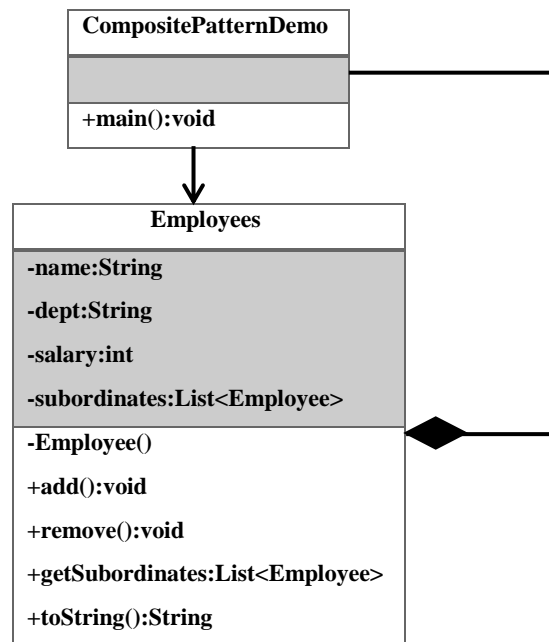 CompositePatternDemo
+main():void
Employees
-name:String
-dept:String
-salary:int
-subordinates:List<Employee>
-Employee()
+add():void
+remove():void
+getSubordinates:List<Employee>
+toString():String